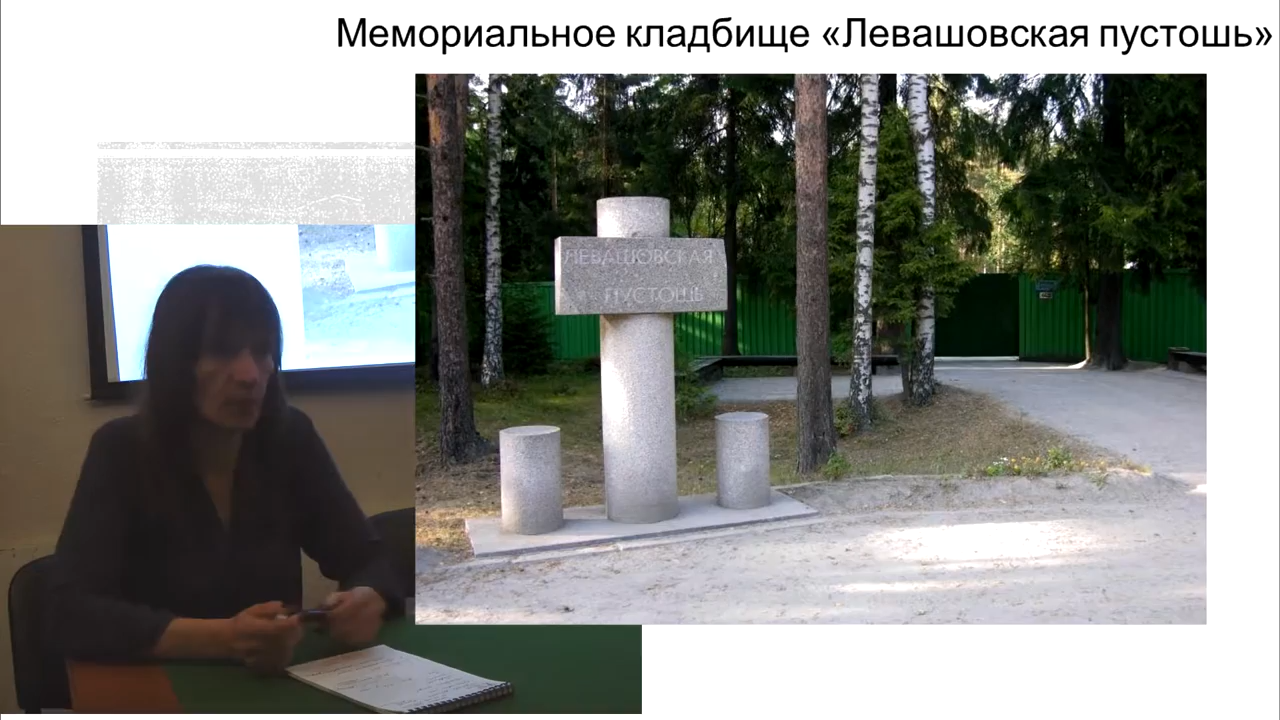 Мемориальное кладбище «Левашовская пустошь»
ЛЕВАШОВСКАЯ
ПУСТОШЬ